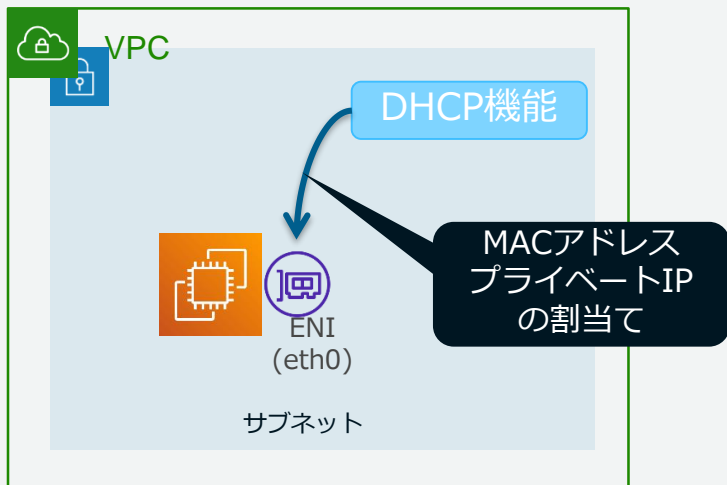 VPC
DHCP機能
MACアドレス
プライベートIP
の割当て
ENI
(eth0)
サブネット